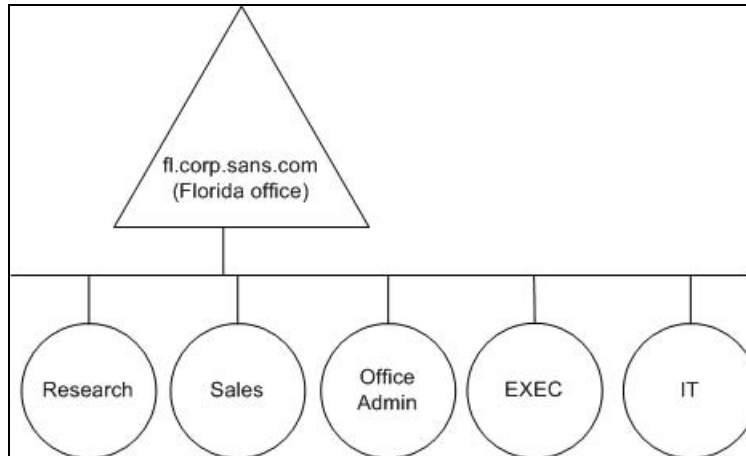 fl.corp.sans.com
(Florida office)
Research
Sales
Office
Admin
EXEC
IT